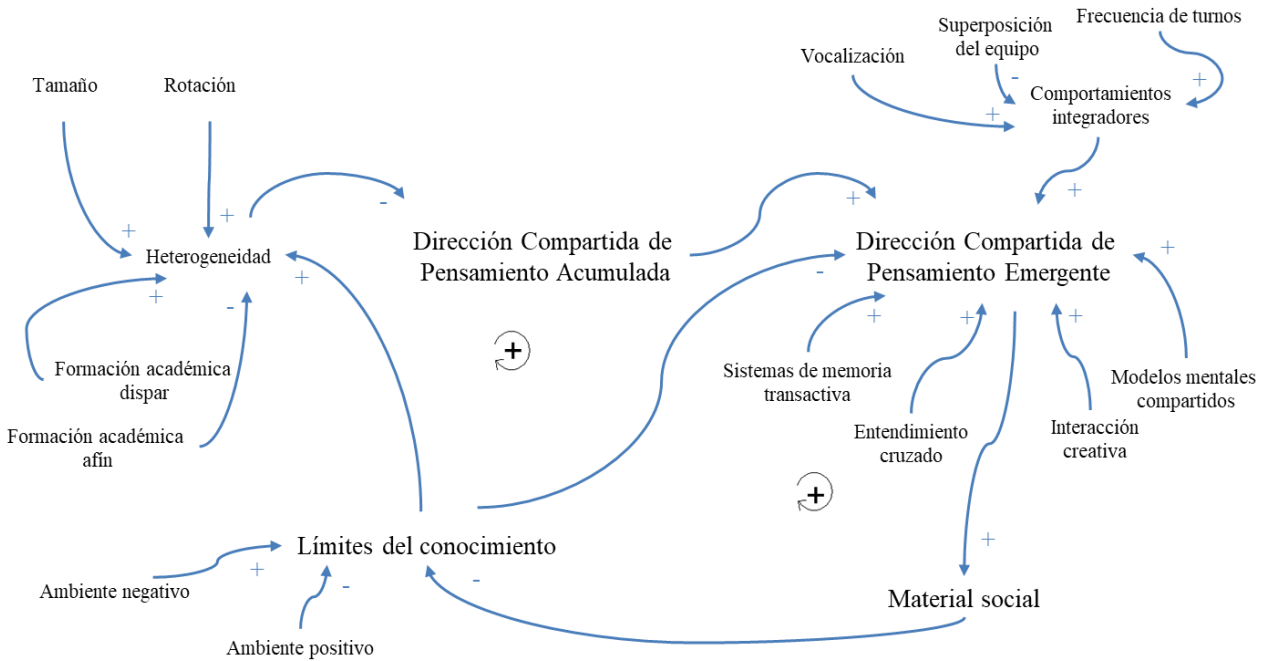 Frecuencia de turnos
Superposición
del equipo
Vocalización
Tamaño
Rotación
-
+
Comportamientos
integradores
+
+
-
+
+
+
+
Dirección Compartida de
Pensamiento Acumulada
Dirección Compartida de
Pensamiento Emergente
+
Heterogeneidad
+
-
+
-
+
+
+
+
Formación académica
dispar
Sistemas de memoria
transactiva
Modelos mentales
compartidos
Formación académica
afín
Entendimiento
cruzado
Interacción
creativa
+
Límites del conocimiento
+
+
-
-
Ambiente negativo
Material social
Ambiente positivo